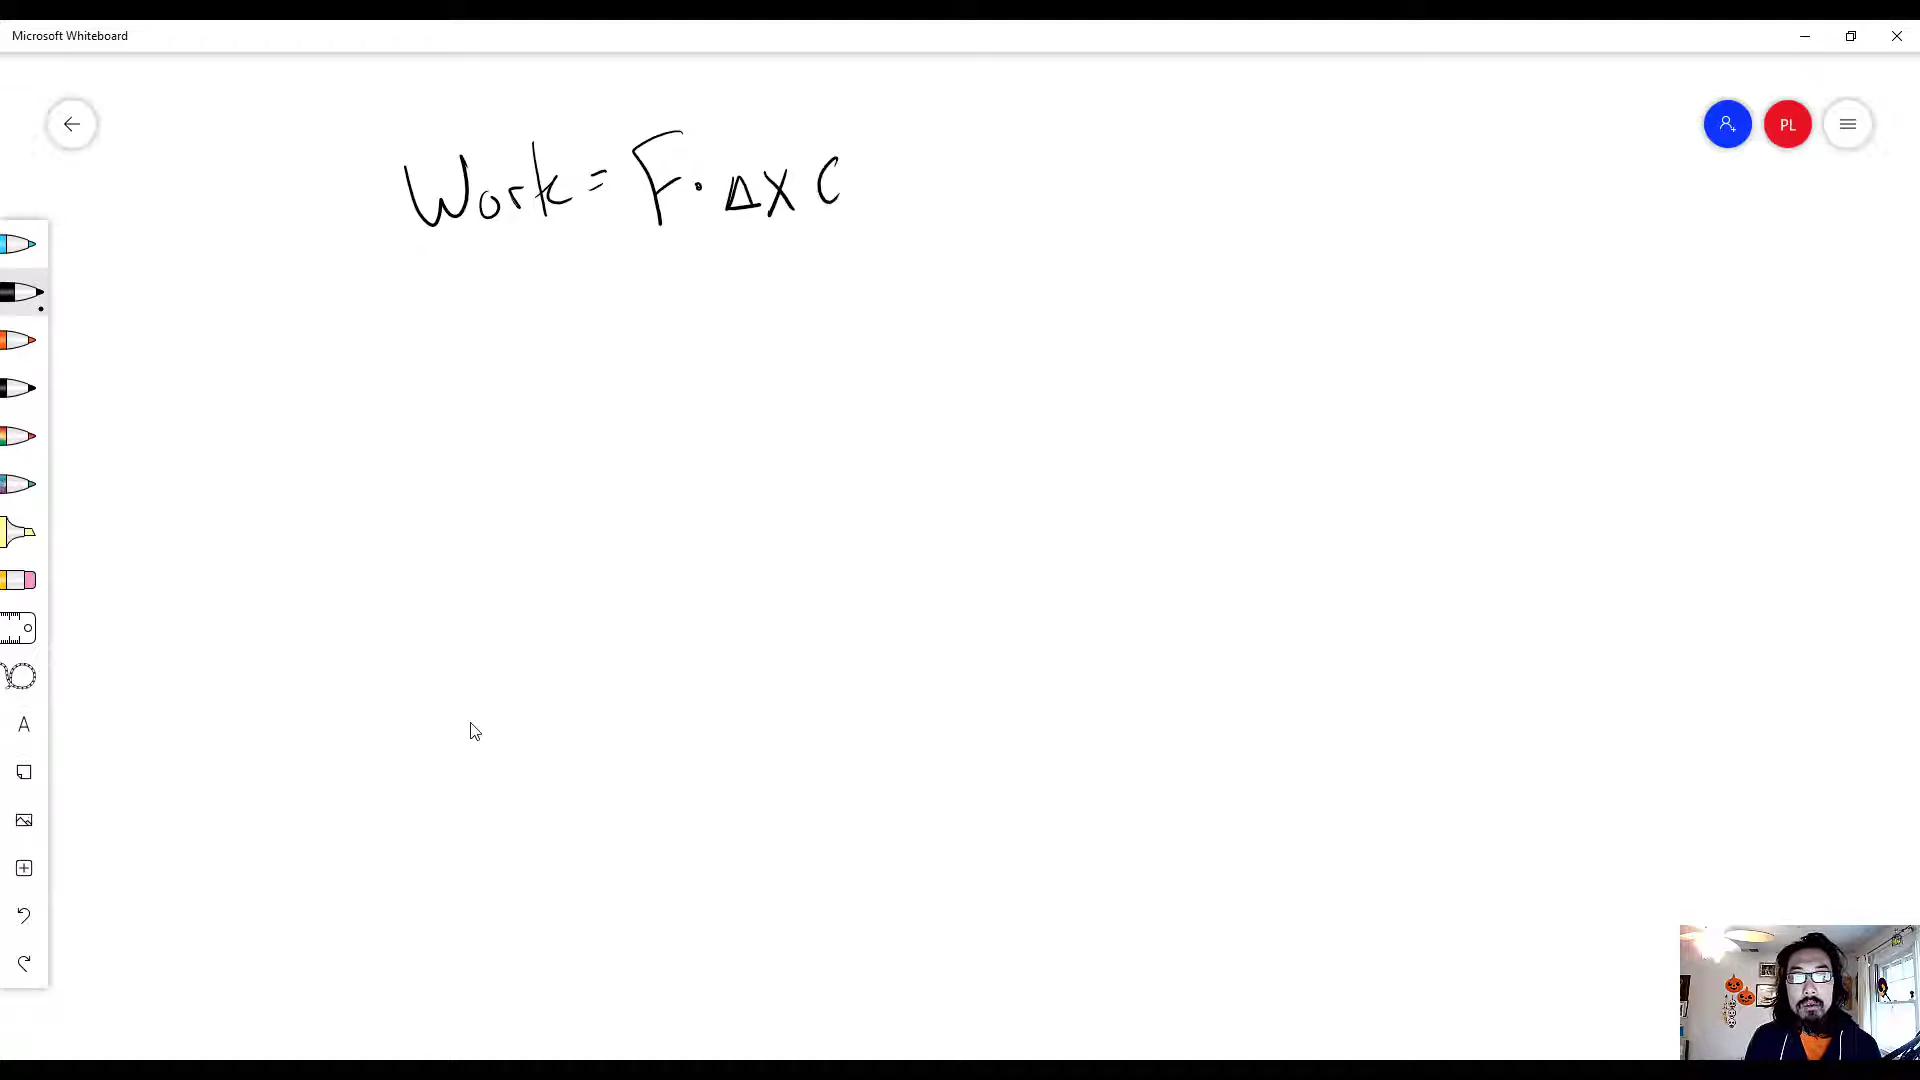 Microsoft Whiteboard
PL
Work = F · Δx c
A